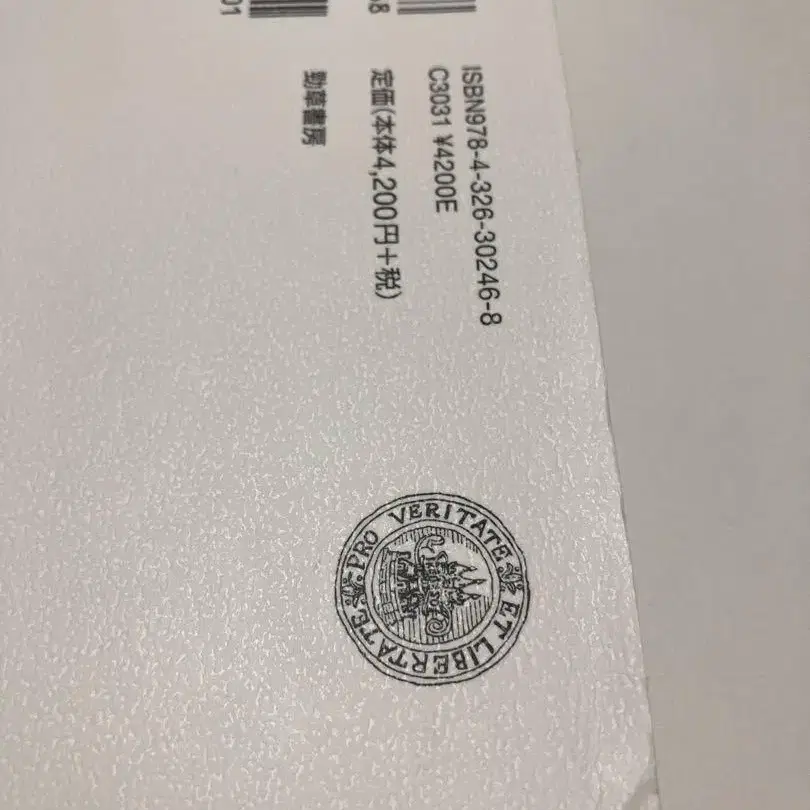 ISBN978-4-326-30246-8
C3031 ¥4200E
定価(本体4,200円+税)
勁草書房
PRO VERITATE ET LIBERTATE